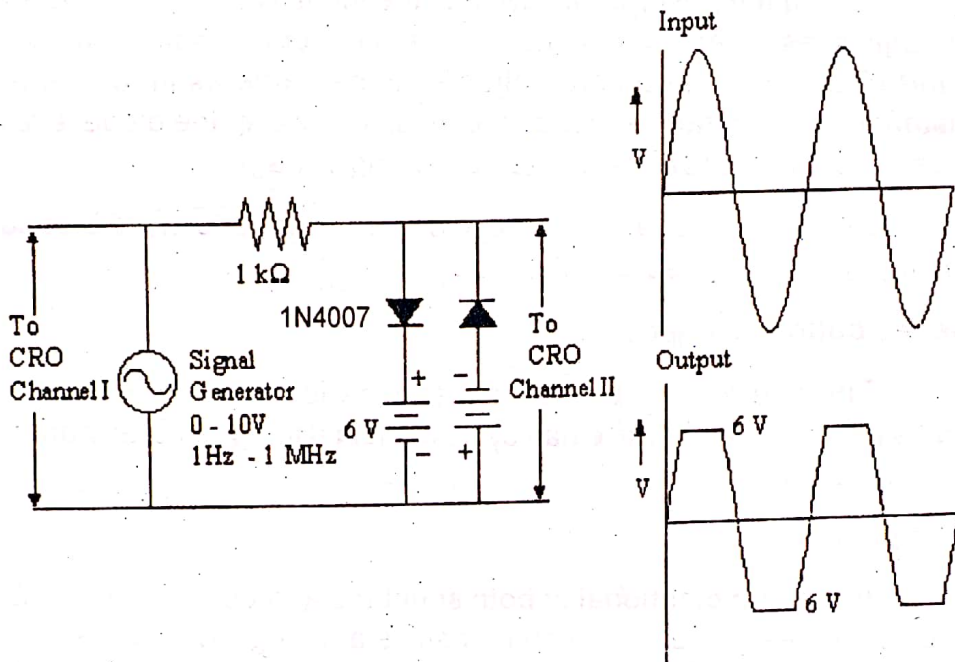 Input
V
1 kΩ
1N4007
To
CRO
Channel I
Signal
Generator
0 - 10V
1Hz - 1 MHz
+
6 V
−
−
+
To
CRO
Channel II
Output
6 V
V
6 V